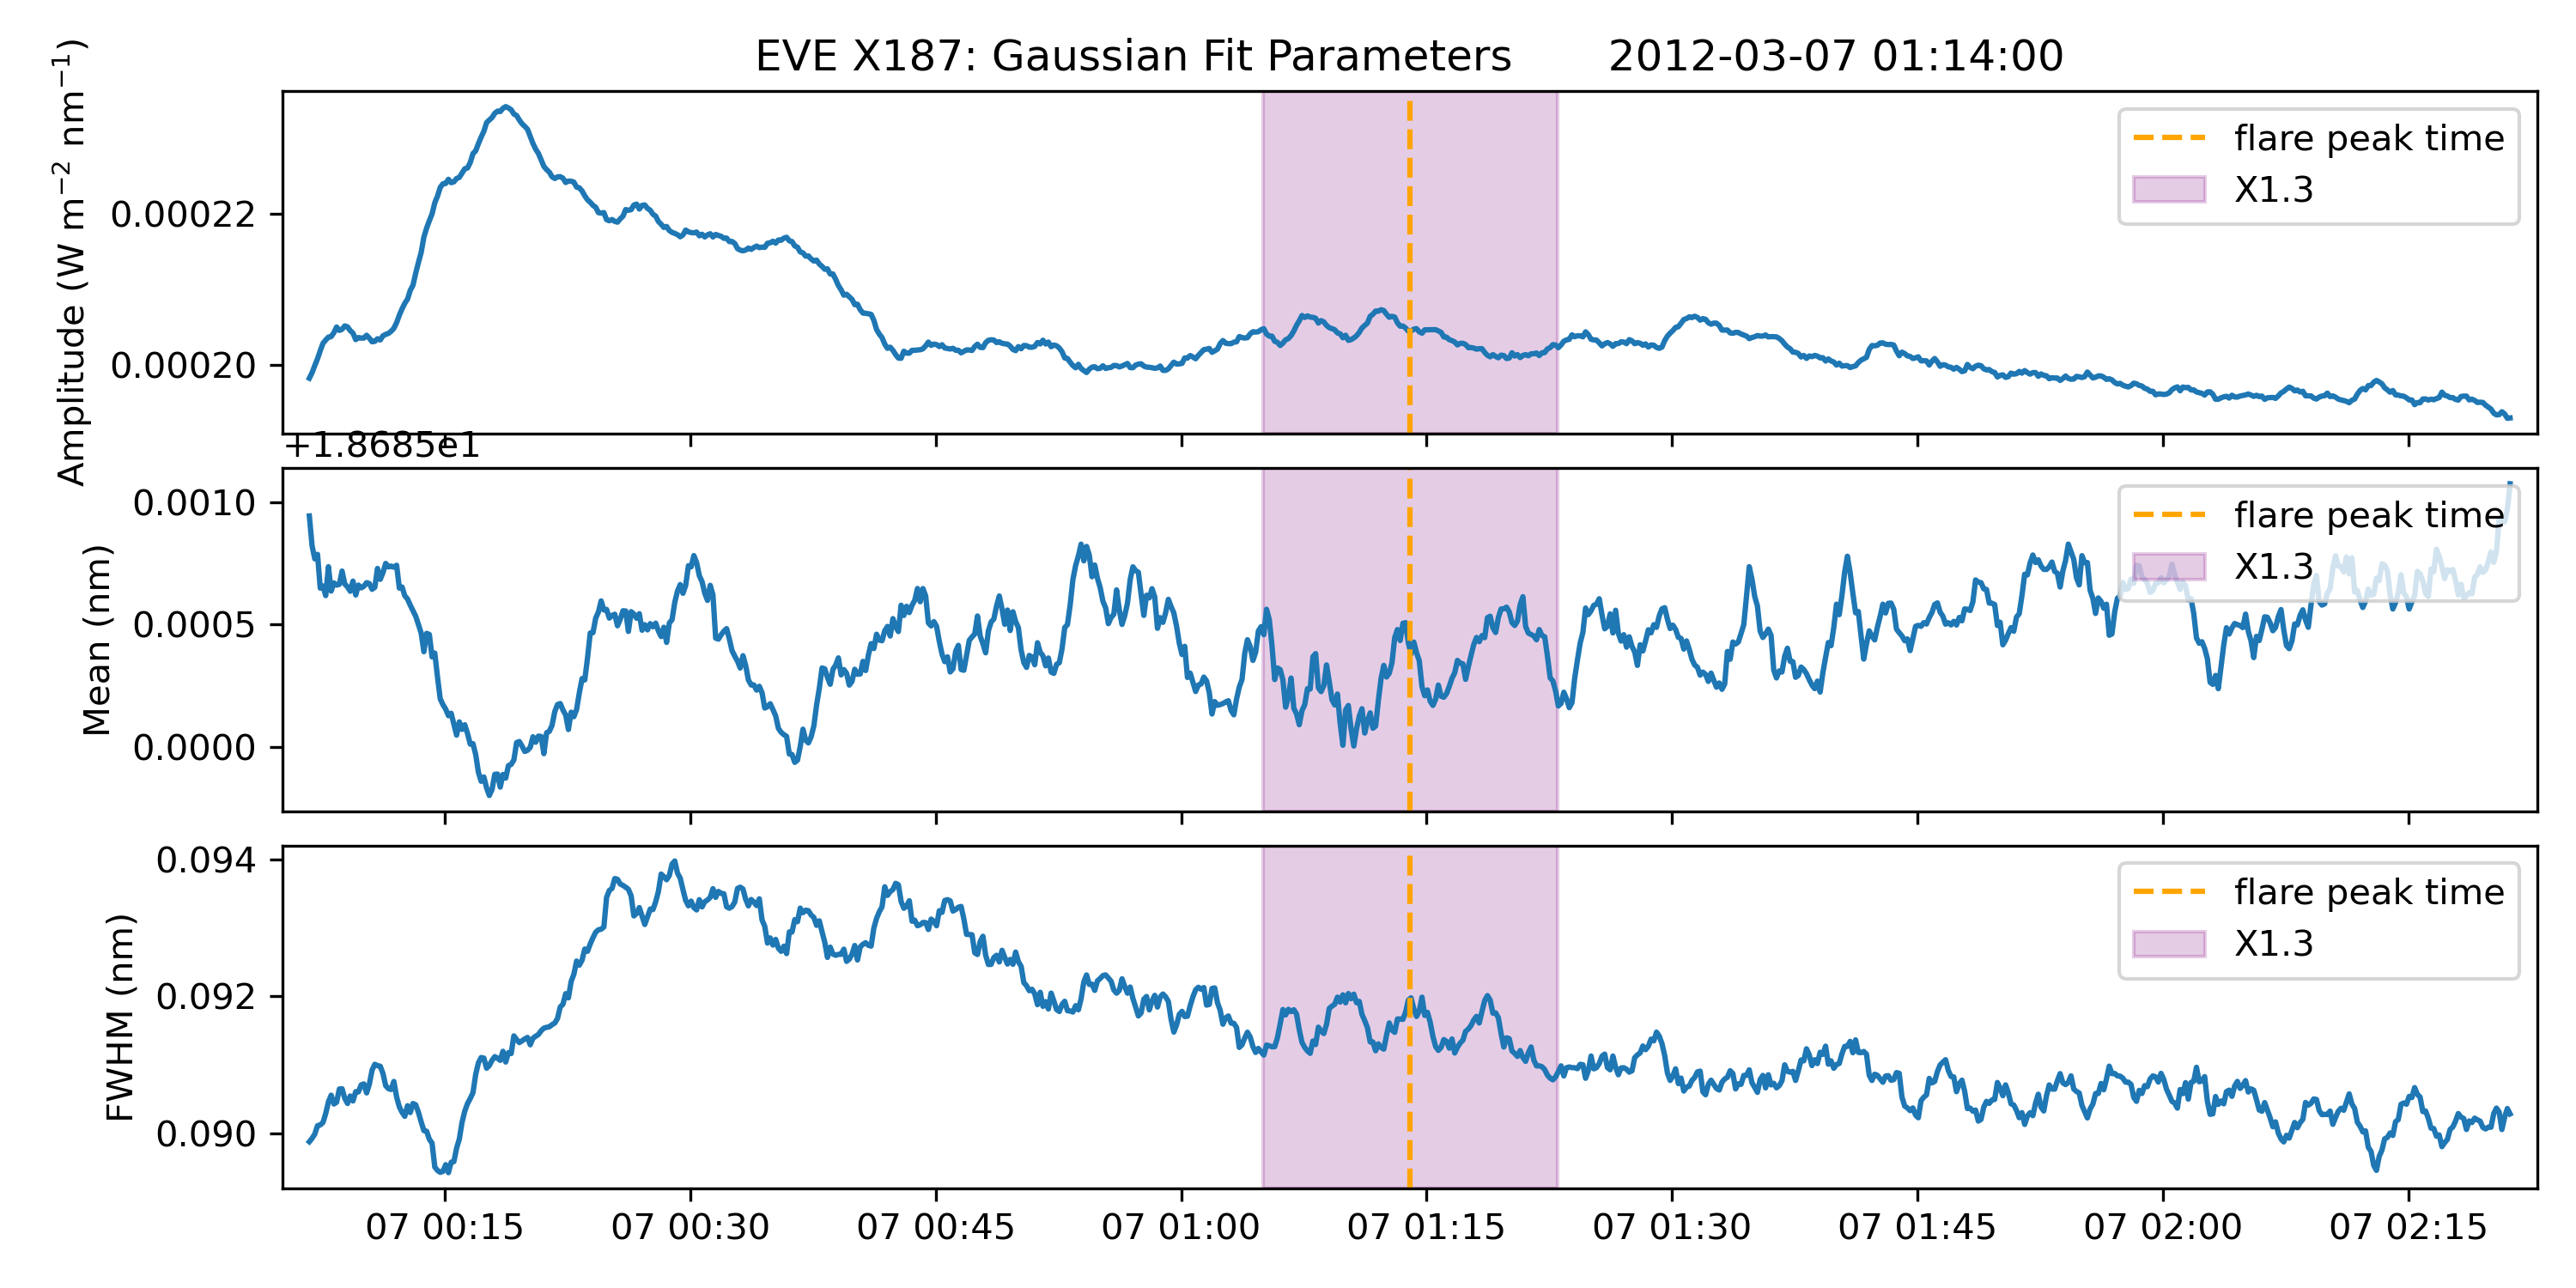 EVE X187: Gaussian Fit Parameters 2012-03-07 01:14:00
Amplitude (W m⁻² nm⁻¹)
0.00022
0.00020
flare peak time
X1.3
+1.8685e1
Mean (nm)
0.0010
0.0005
0.0000
flare peak time
X1.3
FWHM (nm)
0.094
0.092
0.090
flare peak time
X1.3
07 00:15 07 00:30 07 00:45 07 01:00 07 01:15 07 01:30 07 01:45 07 02:00 07 02:15